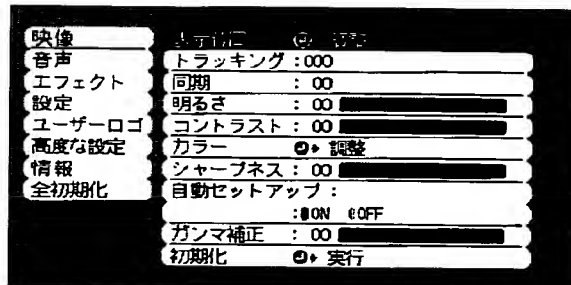 映像
音声
エフェクト
設定
ユーザーロゴ
高度な設定
情報
全初期化
トラッキング :000
同期 : 00
明るさ : 00
コントラスト : 00
カラー 調整
シャープネス : 00
自動セットアップ :
:ON OFF
ガンマ補正 : 00
初期化 実行